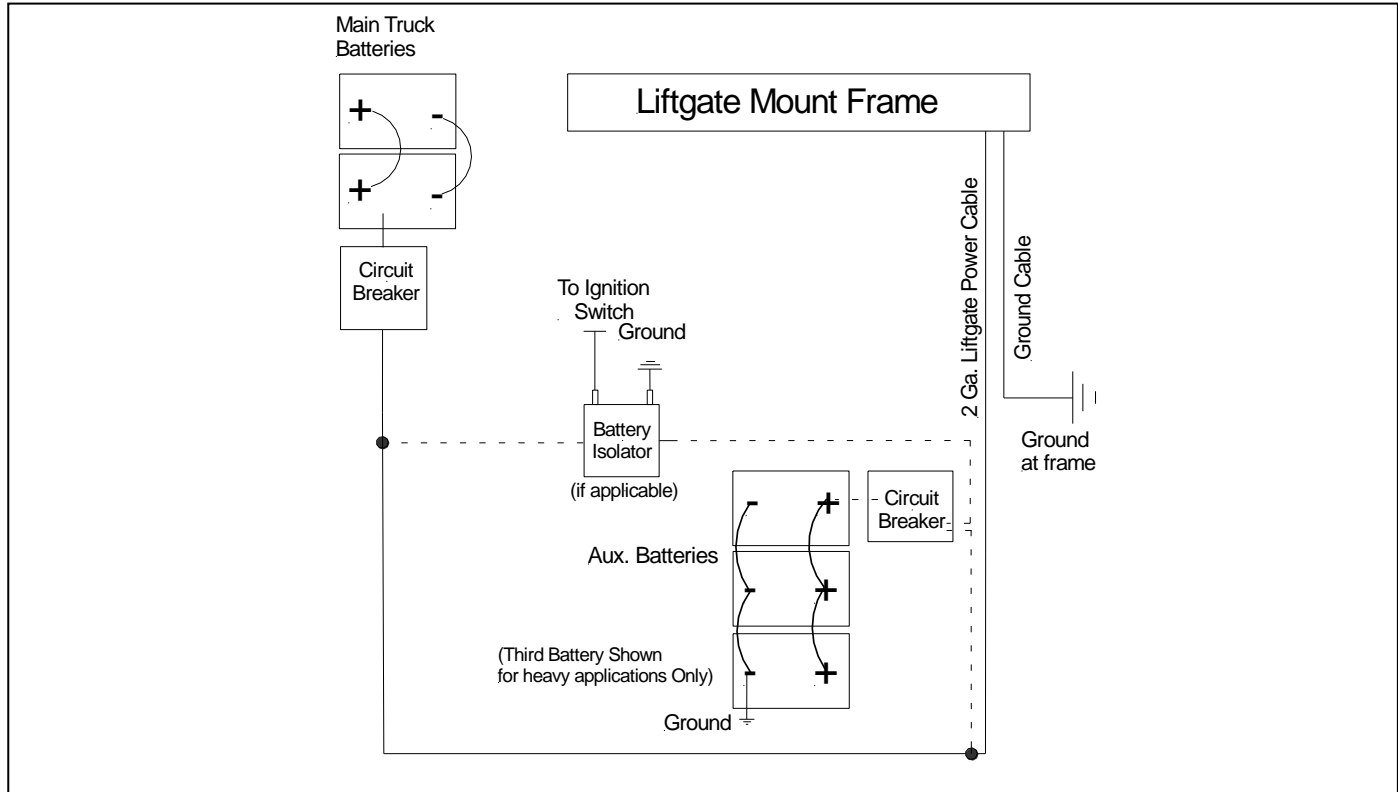 Main Truck
Batteries
Liftgate Mount Frame
+ -
+ -
Circuit
Breaker
To Ignition
Switch
Ground
2 Ga. Liftgate Power Cable
Ground Cable
Battery
Isolator
(if applicable)
Ground
at frame
- +
Circuit
Breaker
Aux. Batteries
- +
(Third Battery Shown
for heavy applications Only)
- +
Ground